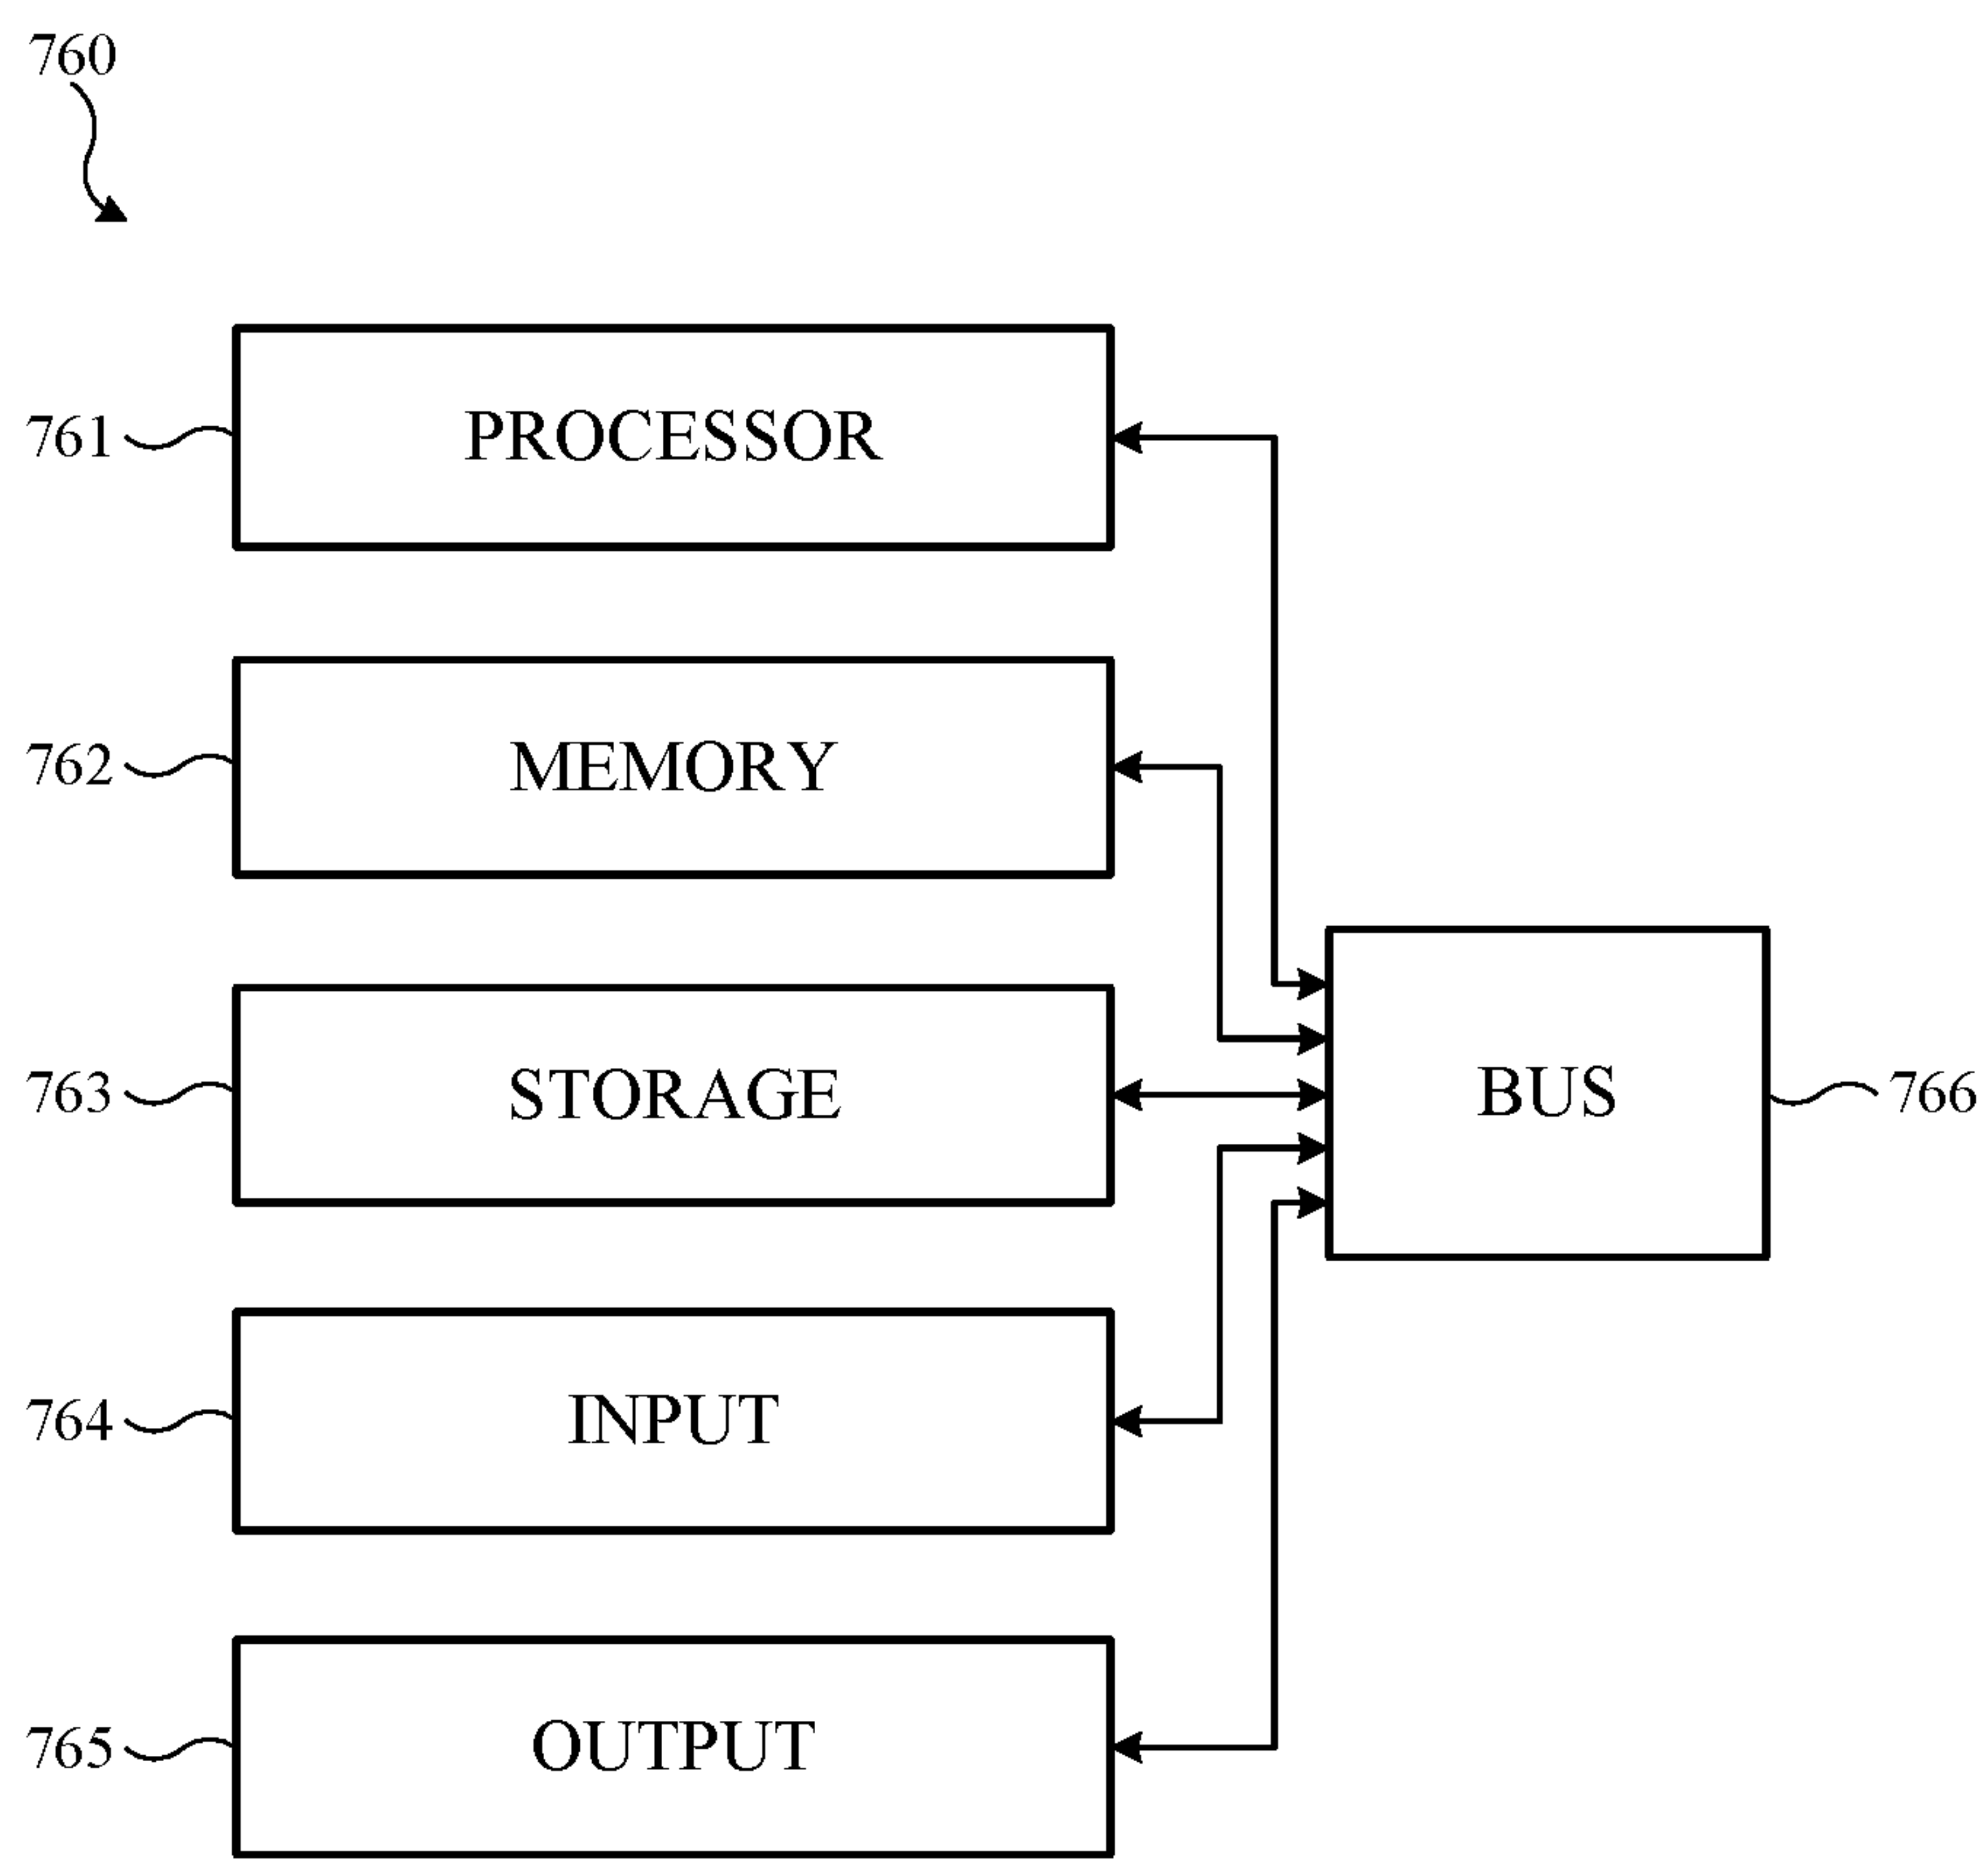 760
761 PROCESSOR
762 MEMORY
763 STORAGE
BUS 766
764 INPUT
765 OUTPUT